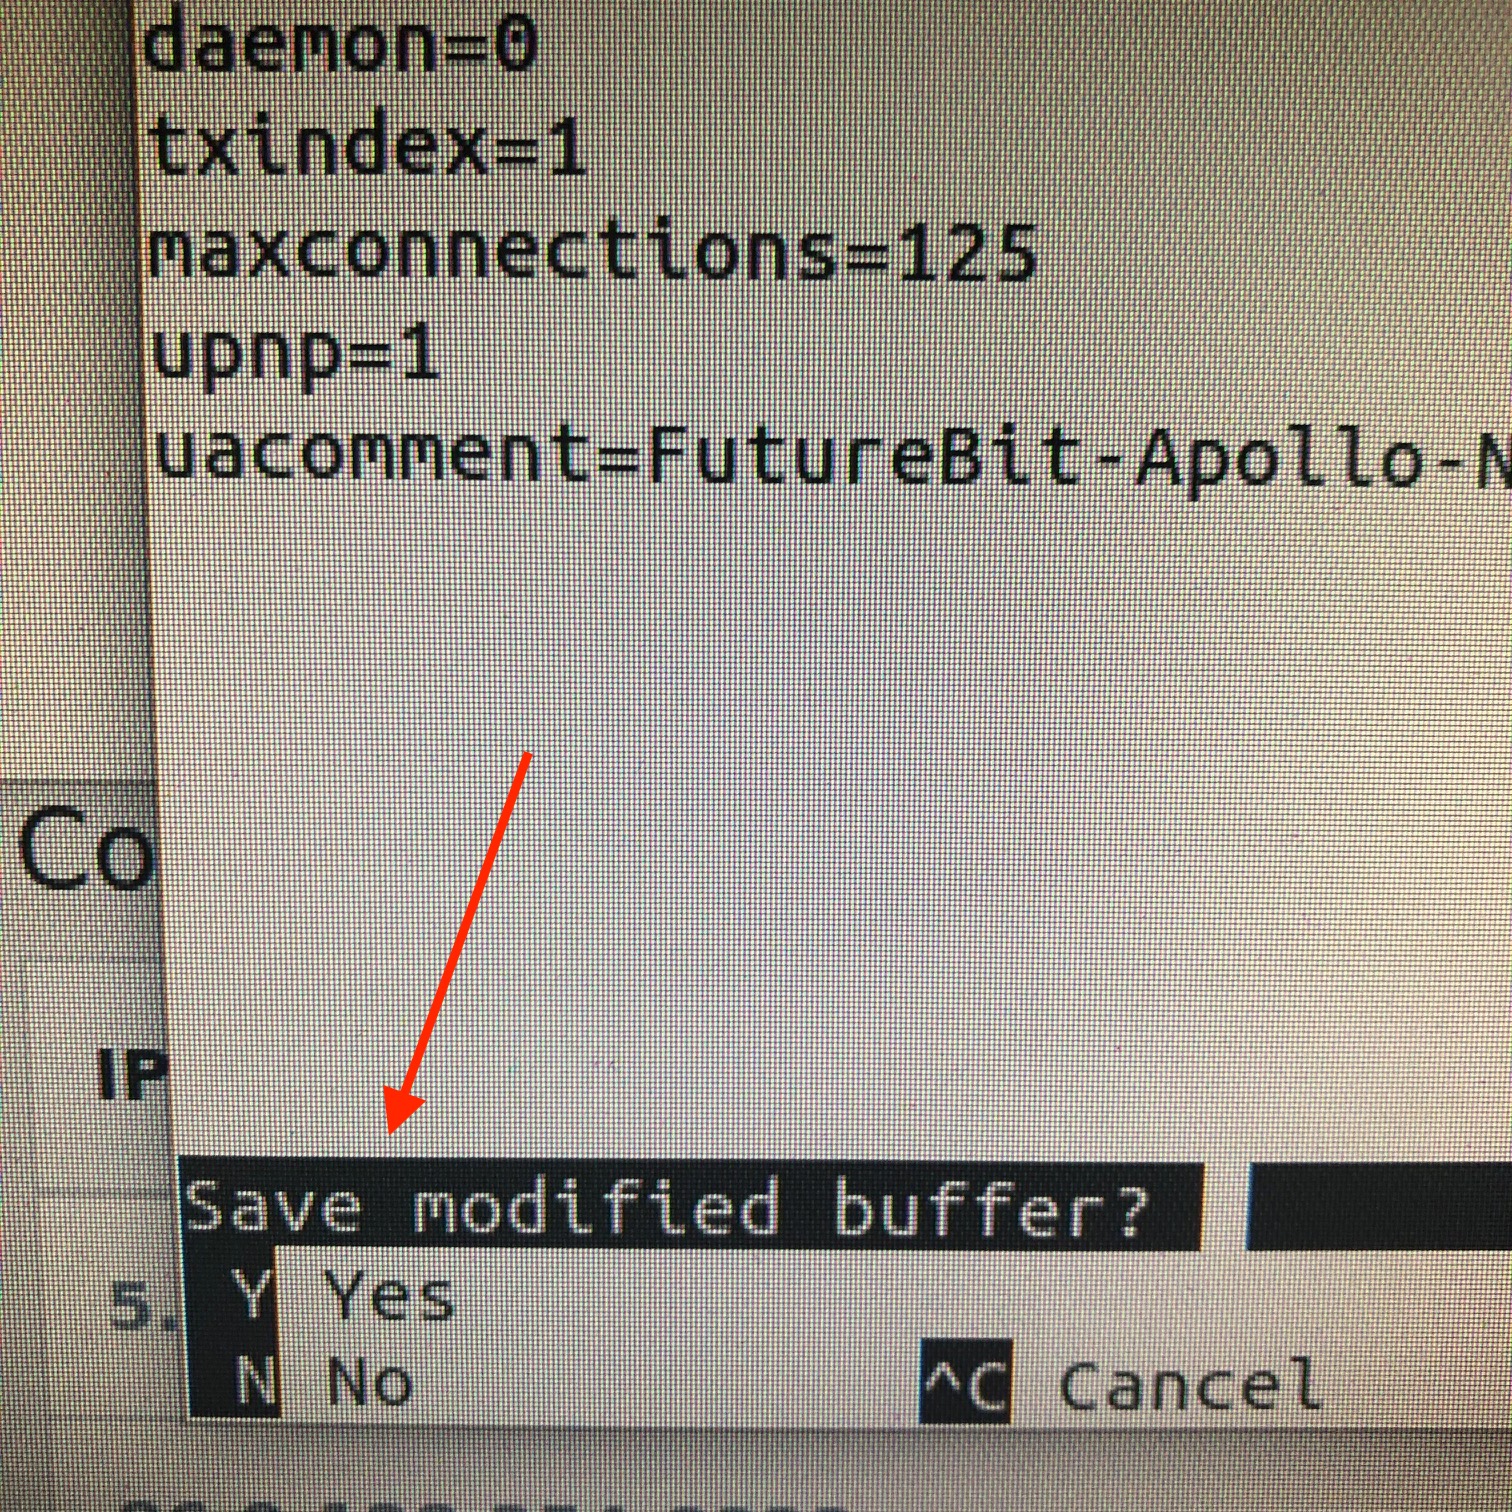 daemon=0
txindex=1
maxconnections=125
upnp=1
uacomment=FutureBit-Apollo-N
Co
IP
Save modified buffer?
5.
Y Yes
N No
^C Cancel